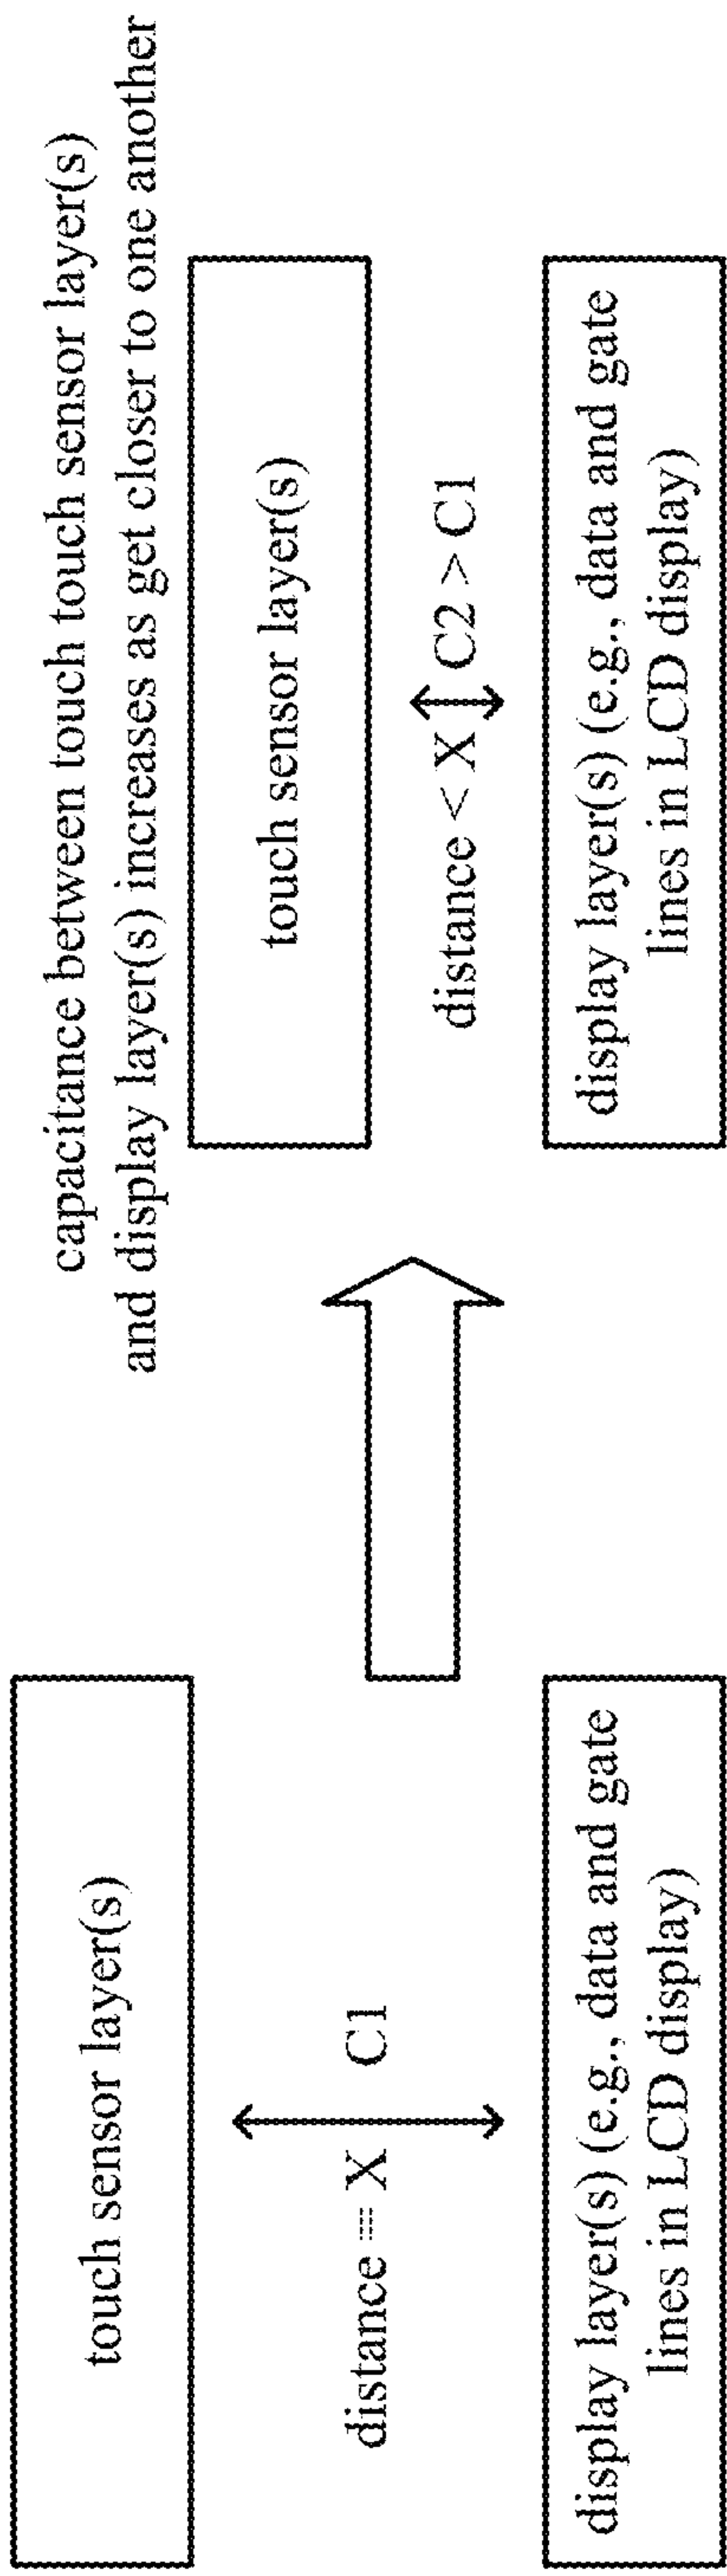 touch sensor layer(s)
distance = X
C1
display layer(s) (e.g., data and gate
lines in LCD display)
capacitance between touch touch sensor layer(s)
and display layer(s) increases as get closer to one another
touch sensor layer(s)
distance < X
C2 > C1
display layer(s) (e.g., data and gate
lines in LCD display)